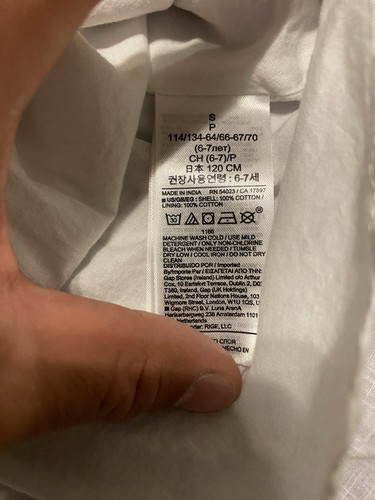 S
P
114/134-64/66-67/70
(6-7лет)
CH (6-7)/P
日本 120 CM
권장사용연령 : 6-7세
MADE IN INDIA RN 54023 / CA 17897
US/GB/EG : SHELL: 100% COTTON /
LINING: 100% COTTON
1186
MACHINE WASH COLD / USE MILD
DETERGENT / ONLY NON-CHLORINE
BLEACH WHEN NEEDED / TUMBLE
DRY LOW / COOL IRON / DO NOT DRY
CLEAN
DISTRIBUIDO POR / Imported
By/Importe Par / ΕΙΣΑΓΕΤΑΙ ΑΠΟ ΤΗΝ:
Gap Stores (Ireland) Limited c/o Arthur
Cox, 10 Earlsfort Terrace, Dublin 2, D02
T380, Ireland, Gap (UK Holdings)
Limited, 2nd Floor Nations House, 103
Wigmore Street, London, W1U 1QS,
Gap (RHC) B.V. Luna ArenA
Herikerbergweg 238 Amsterdam 1101
Netherlands
RIGE, LLC
СПОР
EN